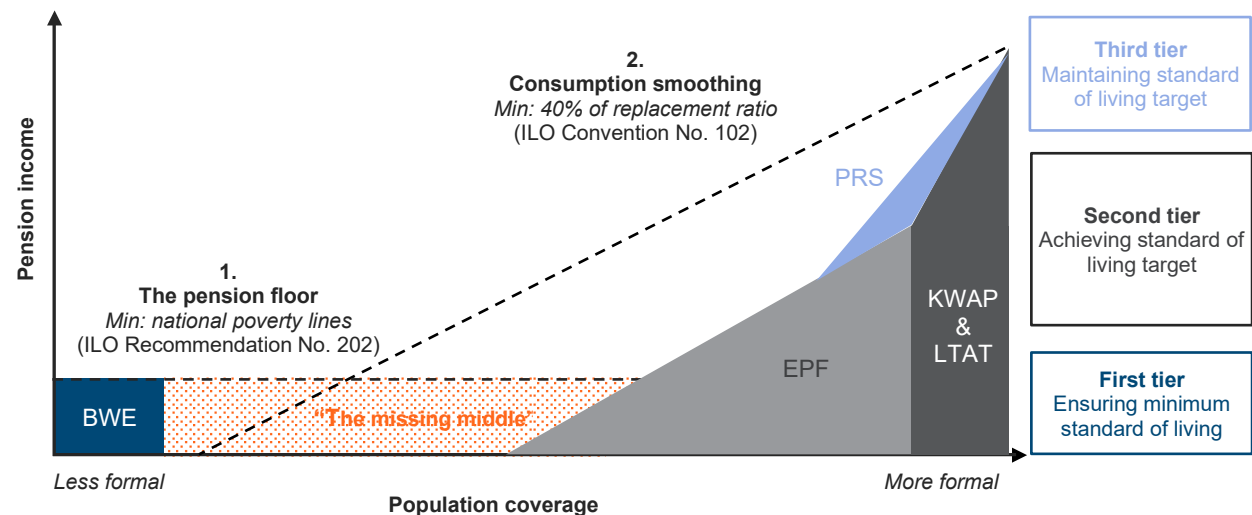 Pension income
2.
Consumption smoothing
Min: 40% of replacement ratio
(ILO Convention No. 102)
1.
The pension floor
Min: national poverty lines
(ILO Recommendation No. 202)
PRS
KWAP
&
LTAT
EPF
BWE
"The missing middle"
Less formal
More formal
Population coverage
Third tier
Maintaining standard
of living target
Second tier
Achieving standard of
living target
First tier
Ensuring minimum
standard of living